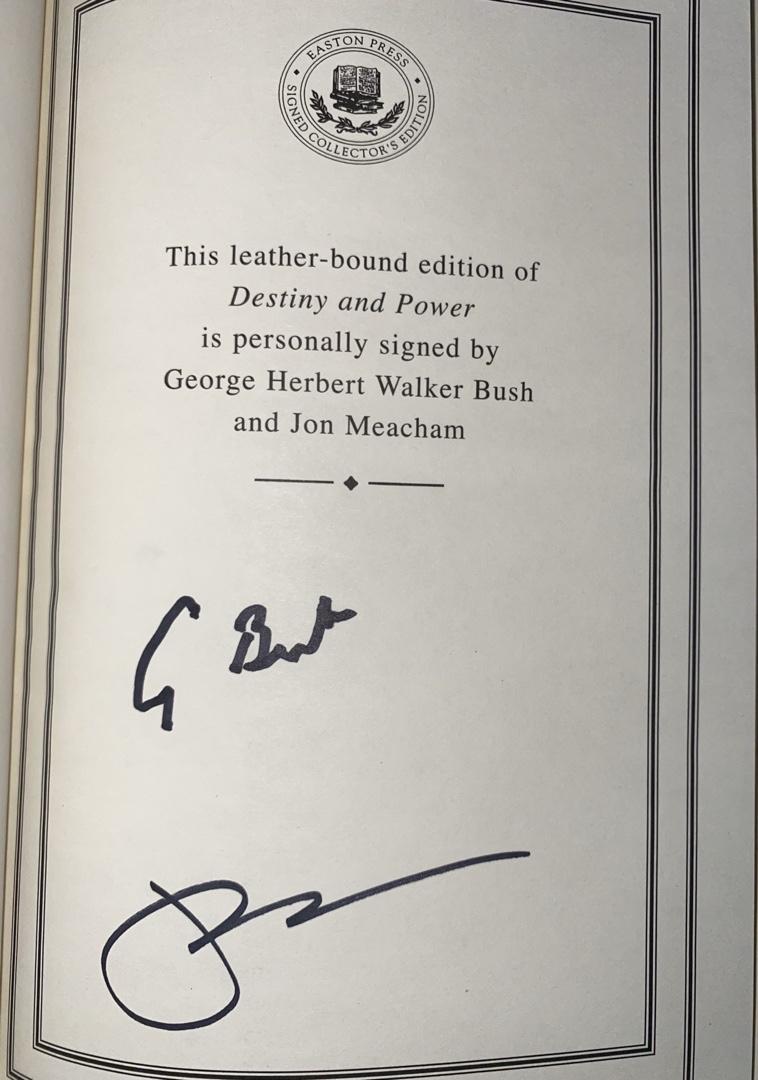 EASTON PRESS
SIGNED COLLECTOR'S EDITION
This leather-bound edition of
Destiny and Power
is personally signed by
George Herbert Walker Bush
and Jon Meacham
G Bush